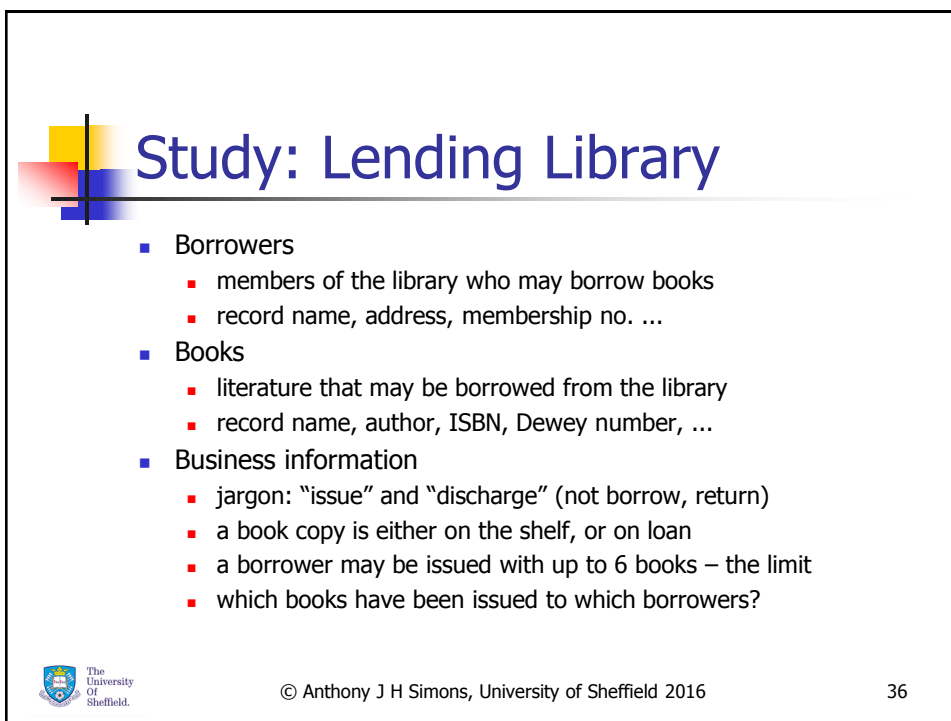 Study: Lending Library
Borrowers
members of the library who may borrow books
record name, address, membership no. ...
Books
literature that may be borrowed from the library
record name, author, ISBN, Dewey number, ...
Business information
jargon: “issue” and “discharge” (not borrow, return)
a book copy is either on the shelf, or on loan
a borrower may be issued with up to 6 books – the limit
which books have been issued to which borrowers?
The
University
Of
Sheffield.
© Anthony J H Simons, University of Sheffield 2016
36